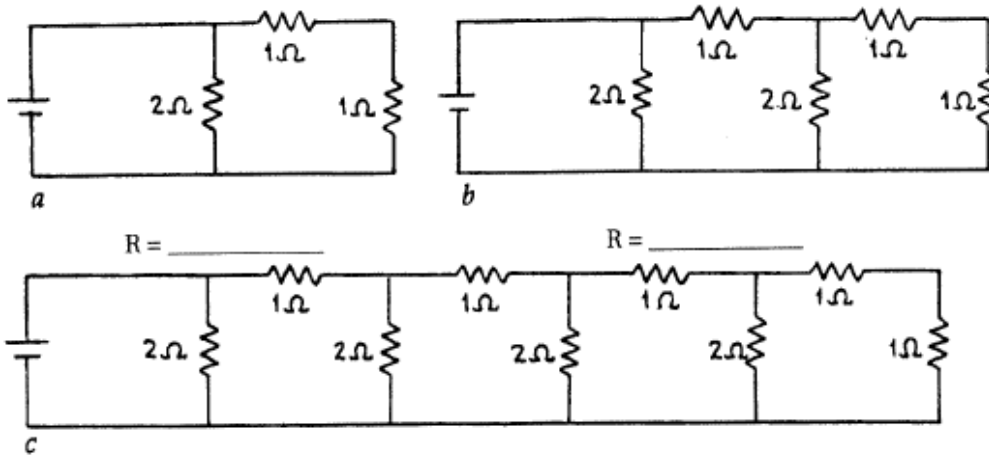 1Ω 1Ω 1Ω
2Ω 1Ω 2Ω 2Ω 1Ω
a b
R = ____________ R = ____________
1Ω 1Ω 1Ω 1Ω
2Ω 2Ω 2Ω 2Ω 1Ω
c